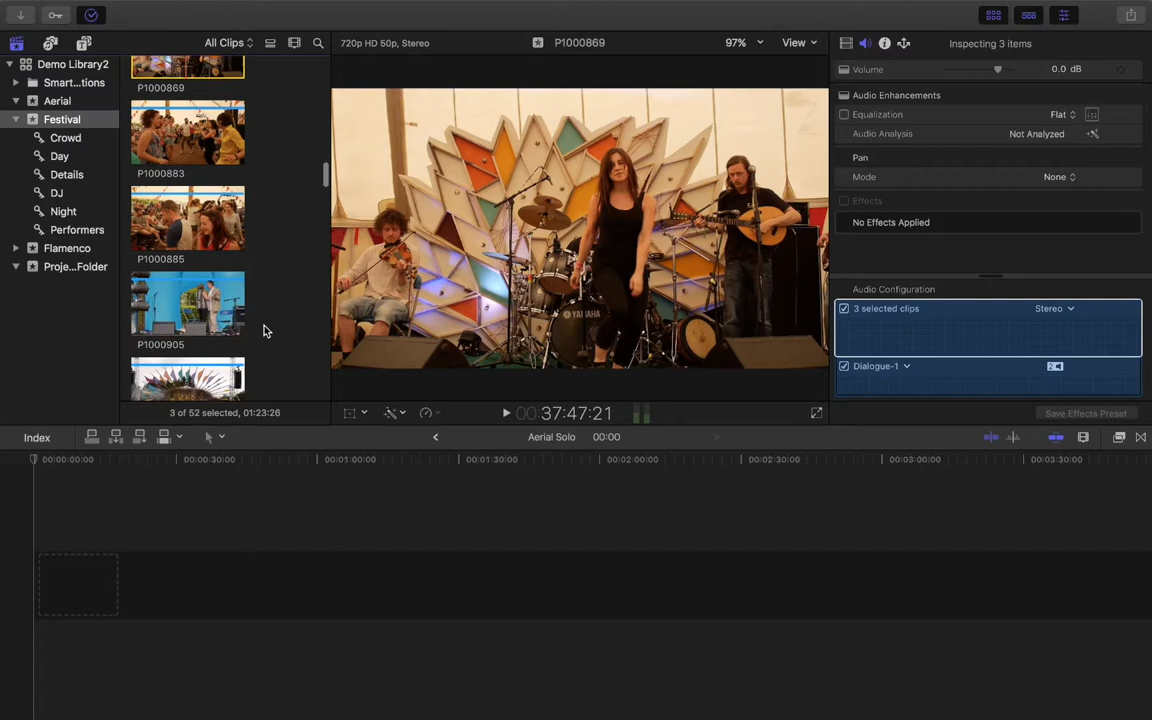 All Clips
720p HD 50p, Stereo
P1000869
97%
View
Inspecting 3 items
Demo Library2
Smart...tions
Aerial
Festival
Crowd
Day
Details
DJ
Night
Performers
Flamenco
Proje...Folder
P1000869
P1000883
P1000885
P1000905
3 of 52 selected, 01:23:26
YAMAHA
00:37:47:21
Volume
0.0 dB
Audio Enhancements
Equalization
Flat
Audio Analysis
Not Analyzed
Pan
Mode
None
Effects
No Effects Applied
Audio Configuration
3 selected clips
Stereo
Dialogue-1
2
Save Effects Preset
Index
Aerial Solo
00:00
00:00:00:00
00:00:30:00
00:01:00:00
00:01:30:00
00:02:00:00
00:02:30:00
00:03:00:00
00:03:30:00